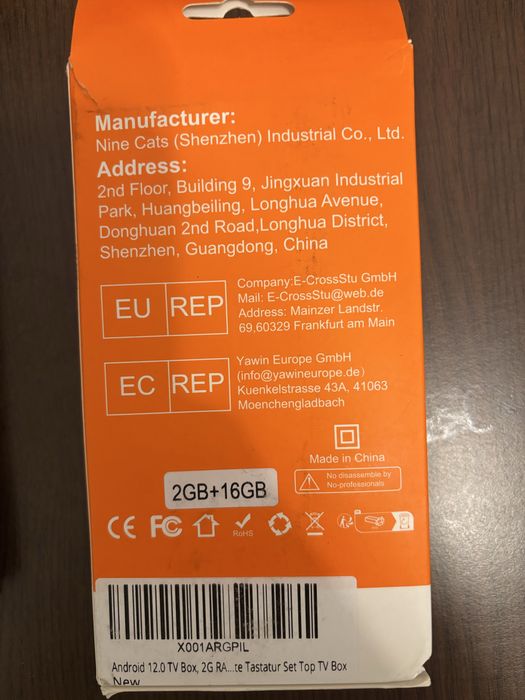 Manufacturer:
Nine Cats (Shenzhen) Industrial Co., Ltd.
Address:
2nd Floor, Building 9, Jingxuan Industrial
Park, Huangbeiling, Longhua Avenue,
Donghuan 2nd Road,Longhua District,
Shenzhen, Guangdong, China
EU REP
Company:E-CrossStu GmbH
Mail: E-CrossStu@web.de
Address: Mainzer Landstr.
69,60329 Frankfurt am Main
EC REP
Yawin Europe GmbH
(info@yawineurope.de)
Kuenkelstrasse 43A, 41063
Moenchengladbach
Made in China
No disassemble by
No-professionals
2GB+16GB
CE FC
RoHS
X001ARGPIL
Android 12.0 TV Box, 2G RA...te Tastatur Set Top TV Box
New